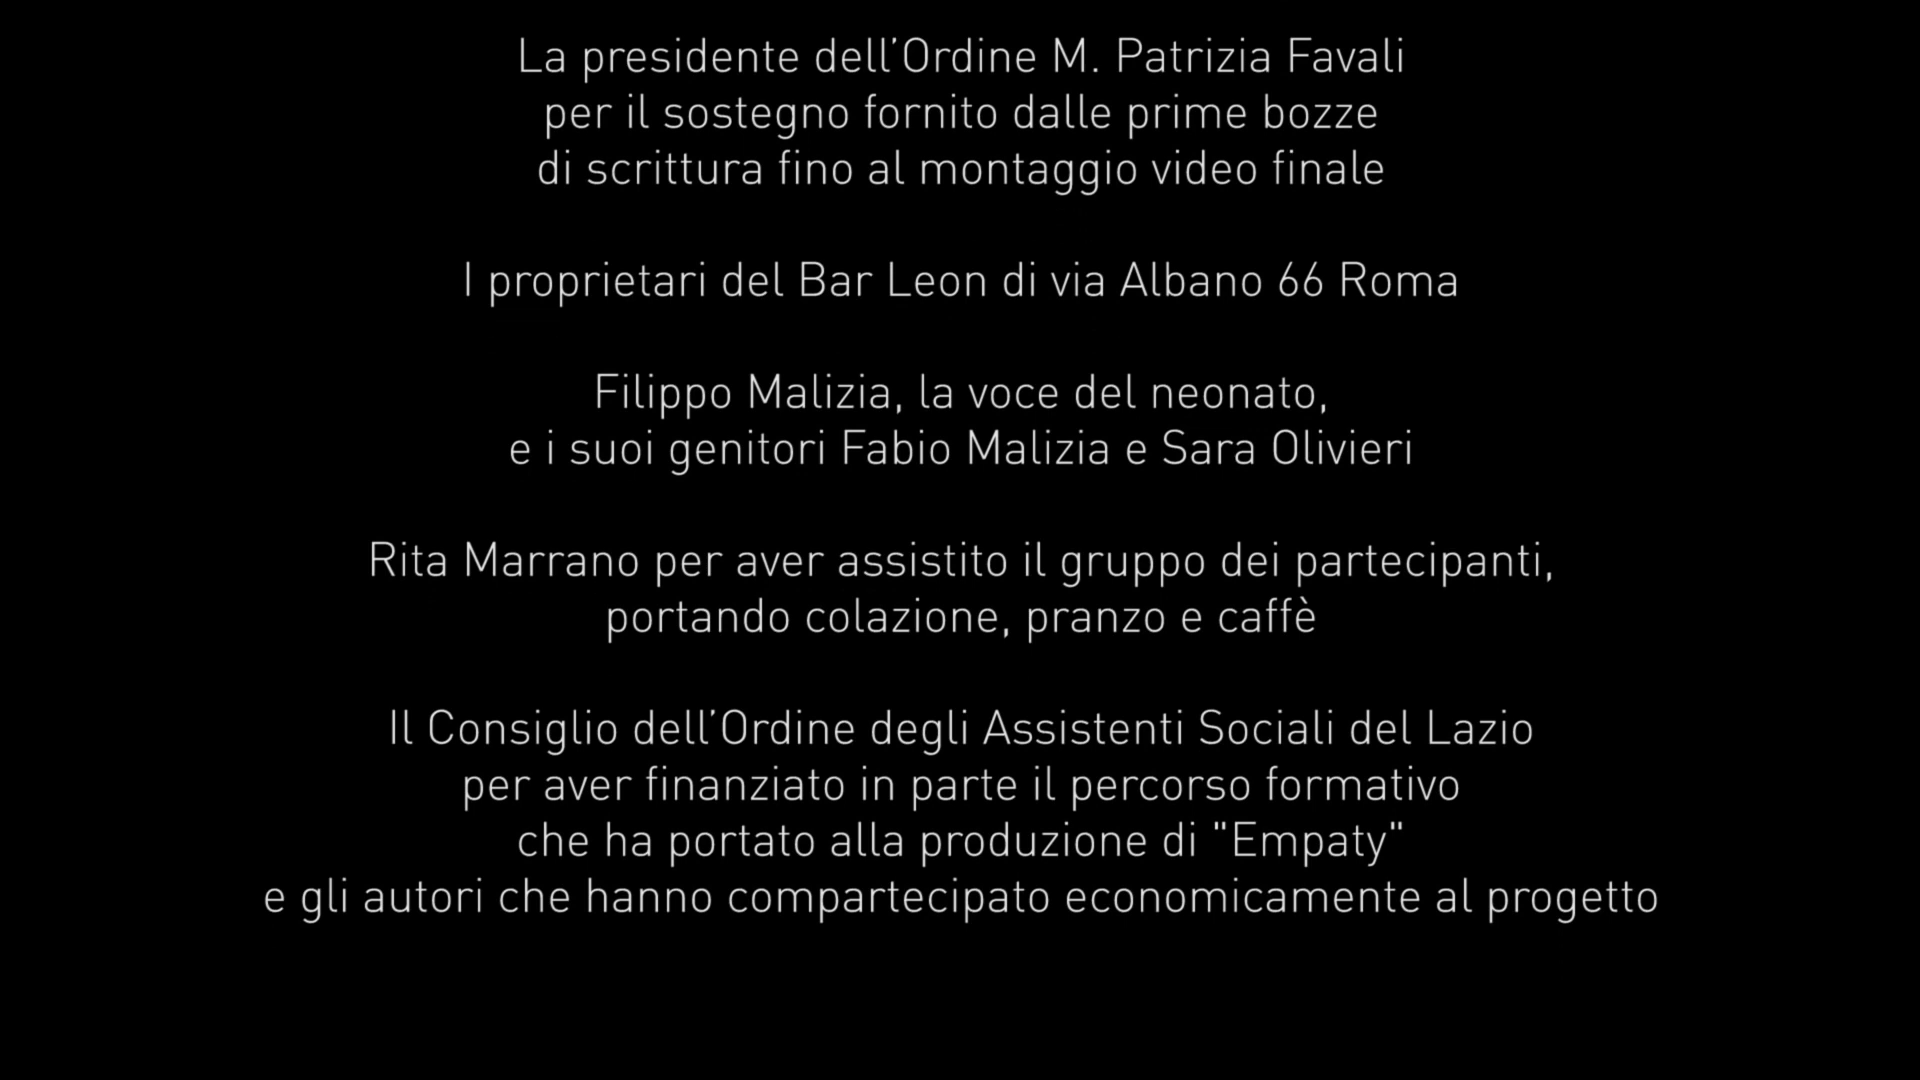 La presidente dell’Ordine M. Patrizia Favali
per il sostegno fornito dalle prime bozze
di scrittura fino al montaggio video finale
I proprietari del Bar Leon di via Albano 66 Roma
Filippo Malizia, la voce del neonato,
e i suoi genitori Fabio Malizia e Sara Olivieri
Rita Marrano per aver assistito il gruppo dei partecipanti,
portando colazione, pranzo e caffè
Il Consiglio dell’Ordine degli Assistenti Sociali del Lazio
per aver finanziato in parte il percorso formativo
che ha portato alla produzione di "Empaty"
e gli autori che hanno compartecipato economicamente al progetto